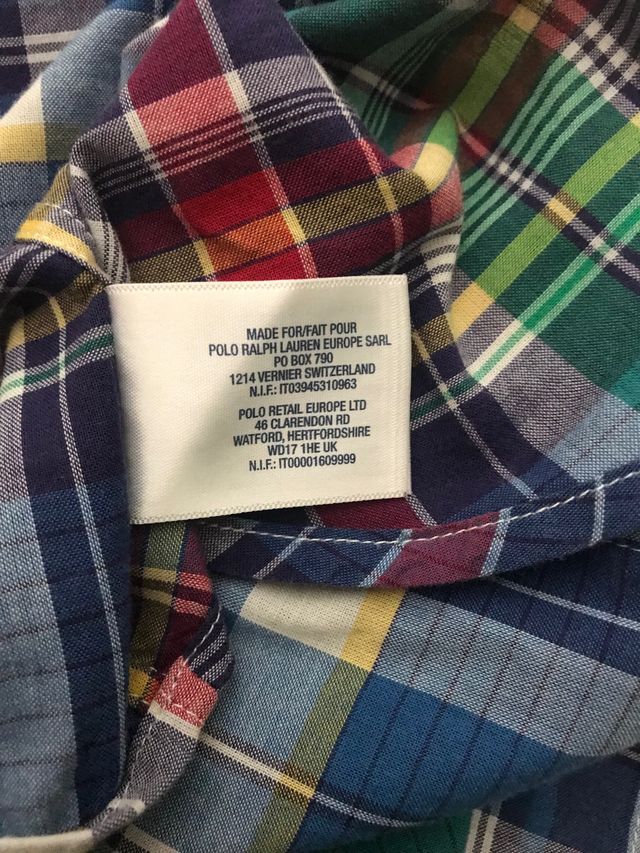 MADE FOR/FAIT POUR
POLO RALPH LAUREN EUROPE SARL
PO BOX 790
1214 VERNIER SWITZERLAND
N.I.F.: IT03945310963
POLO RETAIL EUROPE LTD
46 CLARENDON RD
WATFORD, HERTFORDSHIRE
WD17 1HE UK
N.I.F.: IT00001609999